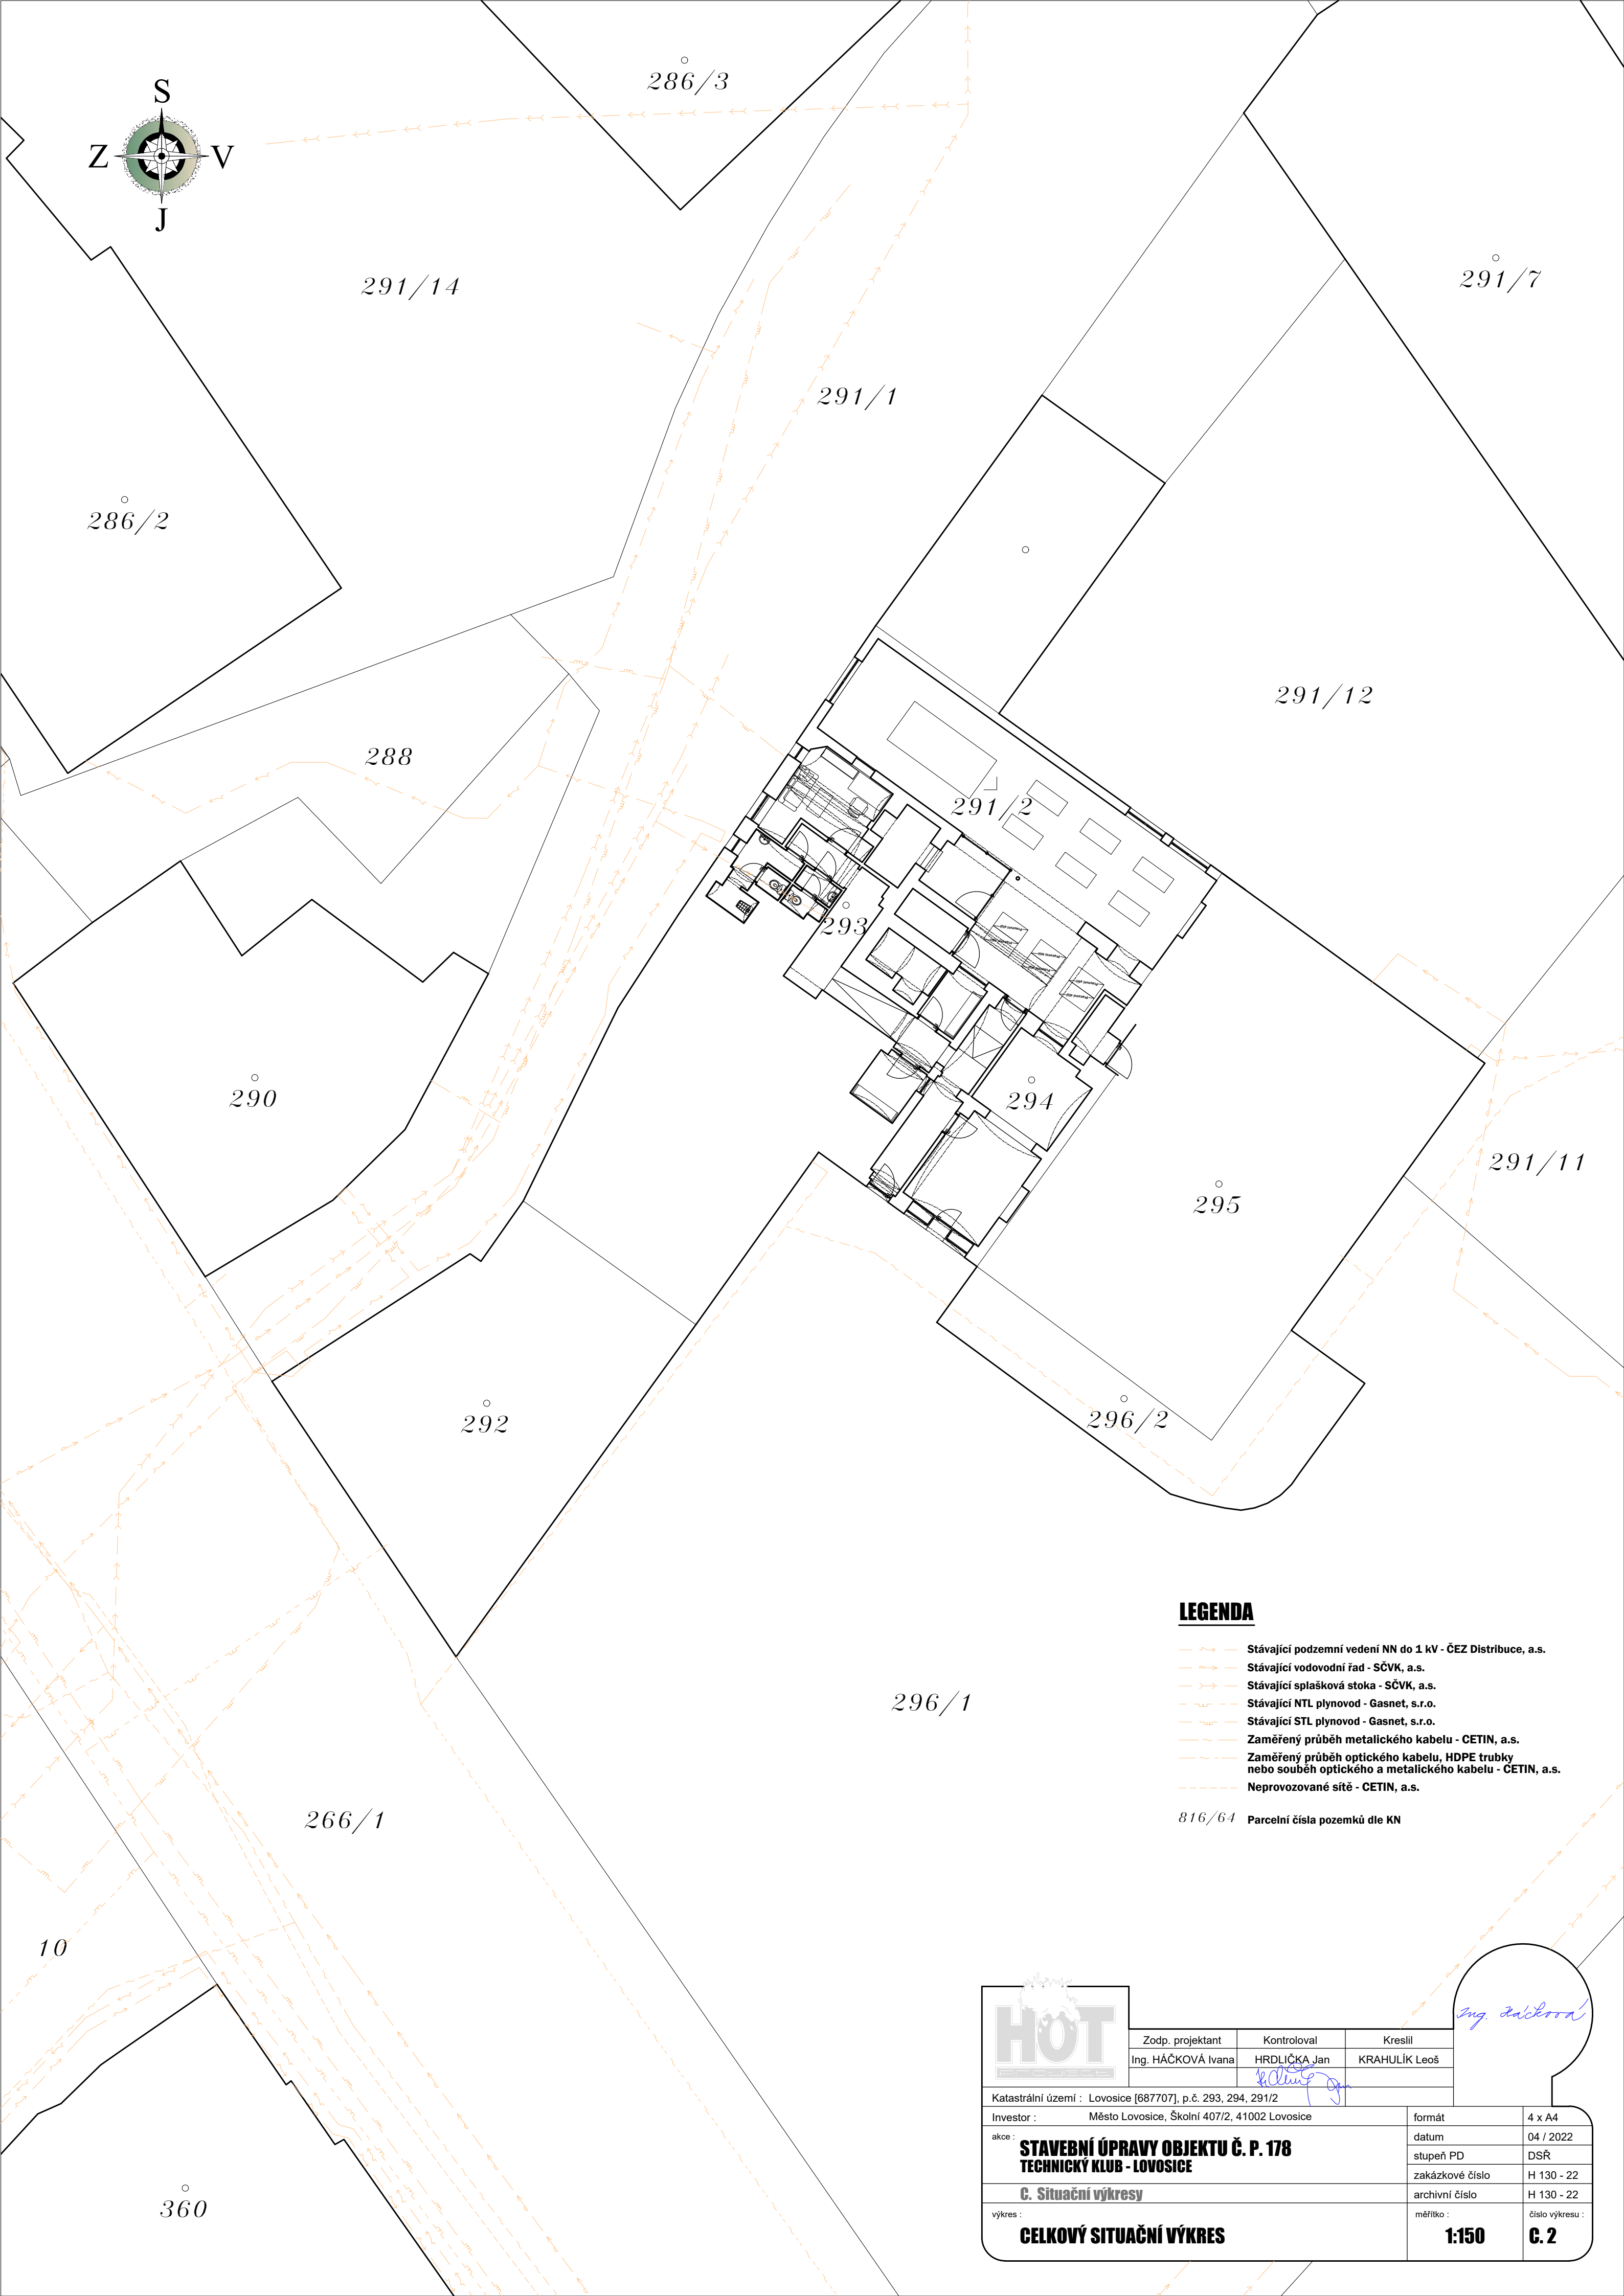 286/3
S
Z
V
J
291/7
291/14
291/1
286/2
291/12
288
291/2
293
290
294
291/11
295
292
296/2
LEGENDA
Stávající podzemní vedení NN do 1 kV - ČEZ Distribuce, a.s.
Stávající vodovodní řad - SČVK, a.s.
Stávající splašková stoka - SČVK, a.s.
Stávající NTL plynovod - Gasnet, s.r.o.
Stávající STL plynovod - Gasnet, s.r.o.
Zaměřený průběh metalického kabelu - CETIN, a.s.
Zaměřený průběh optického kabelu, HDPE trubky
nebo souběh optického a metalického kabelu - CETIN, a.s.
Neprovozované sítě - CETIN, a.s.
816/64 Parcelní čísla pozemků dle KN
296/1
266/1
10
360
HOT
Ing. Háčková
Zodp. projektant Kontroloval Kreslil
Ing. HÁČKOVÁ Ivana HRDLIČKA Jan KRAHULÍK Leoš
Katastrální území : Lovosice [687707], p.č. 293, 294, 291/2
Investor : Město Lovosice, Školní 407/2, 41002 Lovosice
formát 4 x A4
akce :
datum 04 / 2022
STAVEBNÍ ÚPRAVY OBJEKTU Č. P. 178
TECHNICKÝ KLUB - LOVOSICE
stupeň PD DSŘ
zakázkové číslo H 130 - 22
C. Situační výkresy
archivní číslo H 130 - 22
výkres :
měřítko : číslo výkresu :
CELKOVÝ SITUAČNÍ VÝKRES
1:150 C. 2